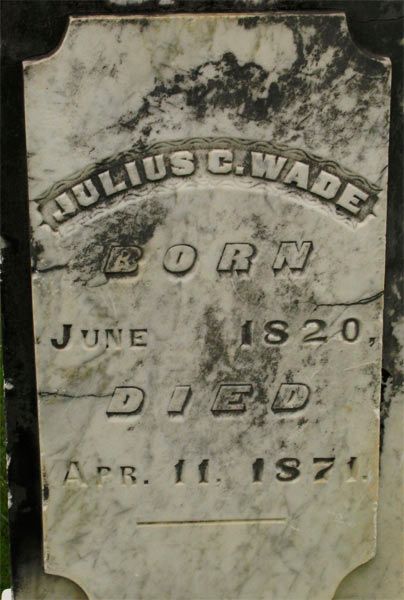 JULIUS C. WADE
BORN
JUNE 1820,
DIED
APR. 11. 1871.